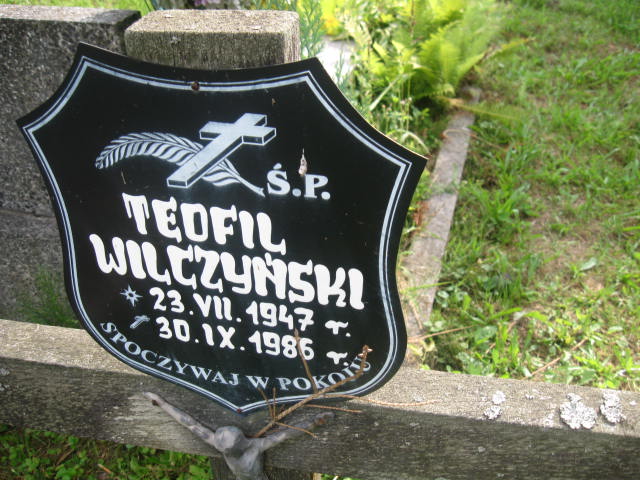 Ś.P.
TEOFIL
WILCZYŃSKI
23.VII.1947 r.
30.IX.1986 r.
SPOCZYWAJ W POKOJU